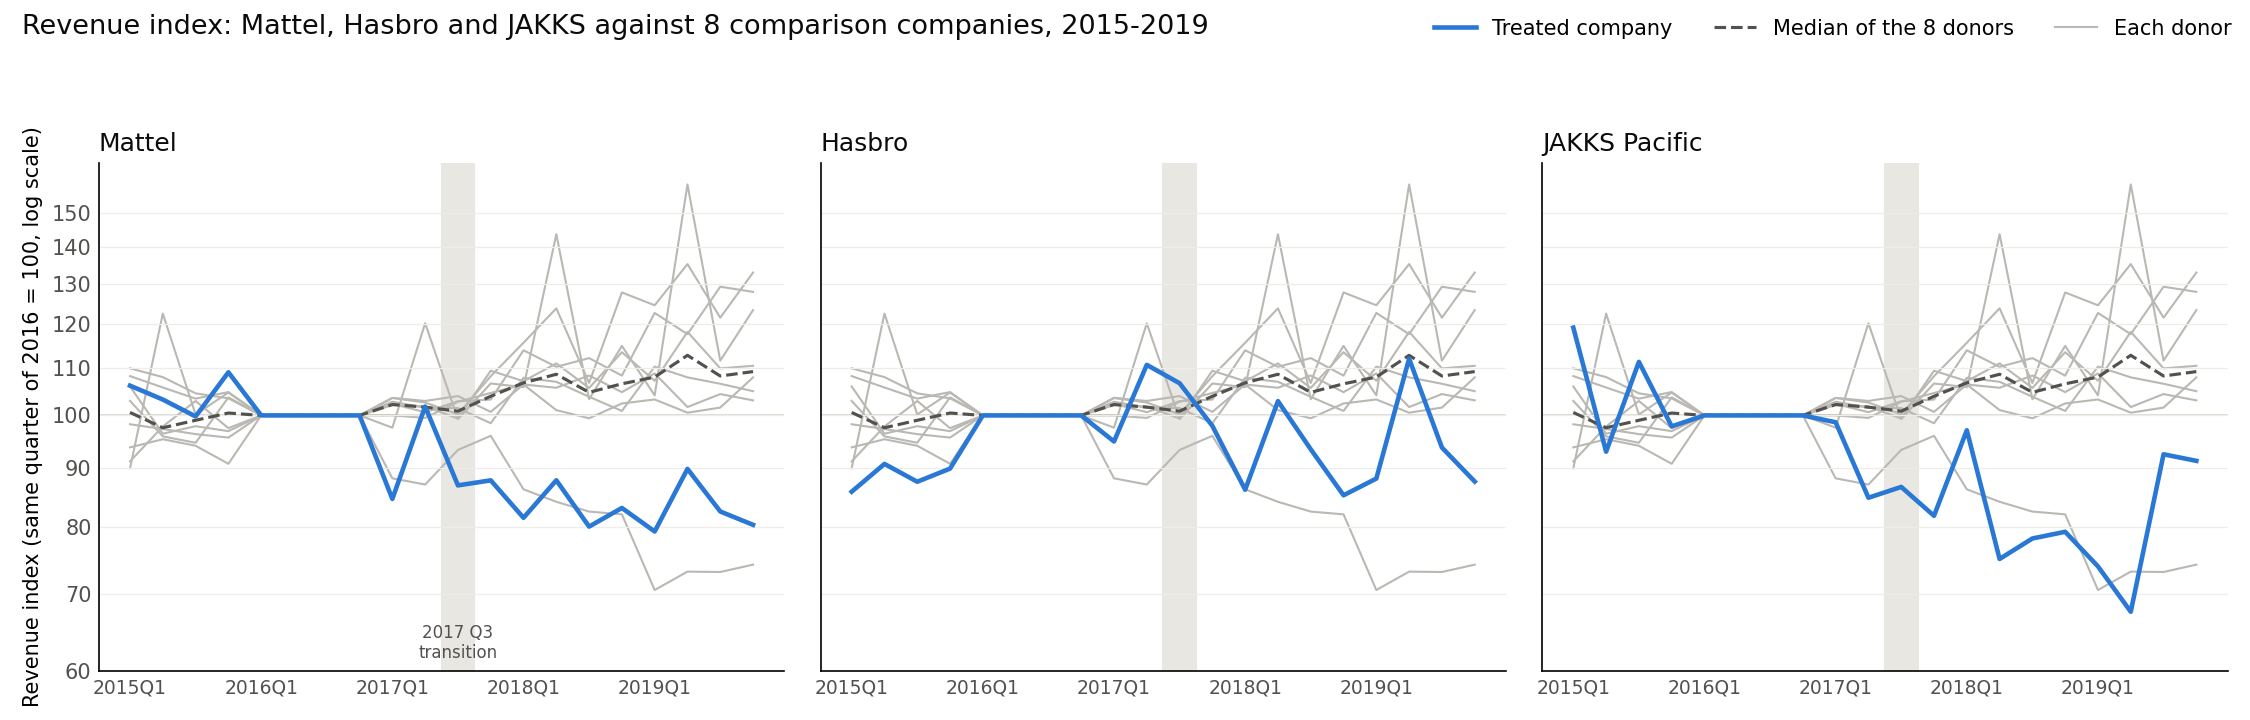 Revenue index: Mattel, Hasbro and JAKKS against 8 comparison companies, 2015-2019
Treated company
Median of the 8 donors
Each donor
Revenue index (same quarter of 2016 = 100, log scale)
Mattel
150
140
130
120
110
100
90
80
70
60
2017 Q3
transition
2015Q1
2016Q1
2017Q1
2018Q1
2019Q1
Hasbro
2015Q1
2016Q1
2017Q1
2018Q1
2019Q1
JAKKS Pacific
2015Q1
2016Q1
2017Q1
2018Q1
2019Q1